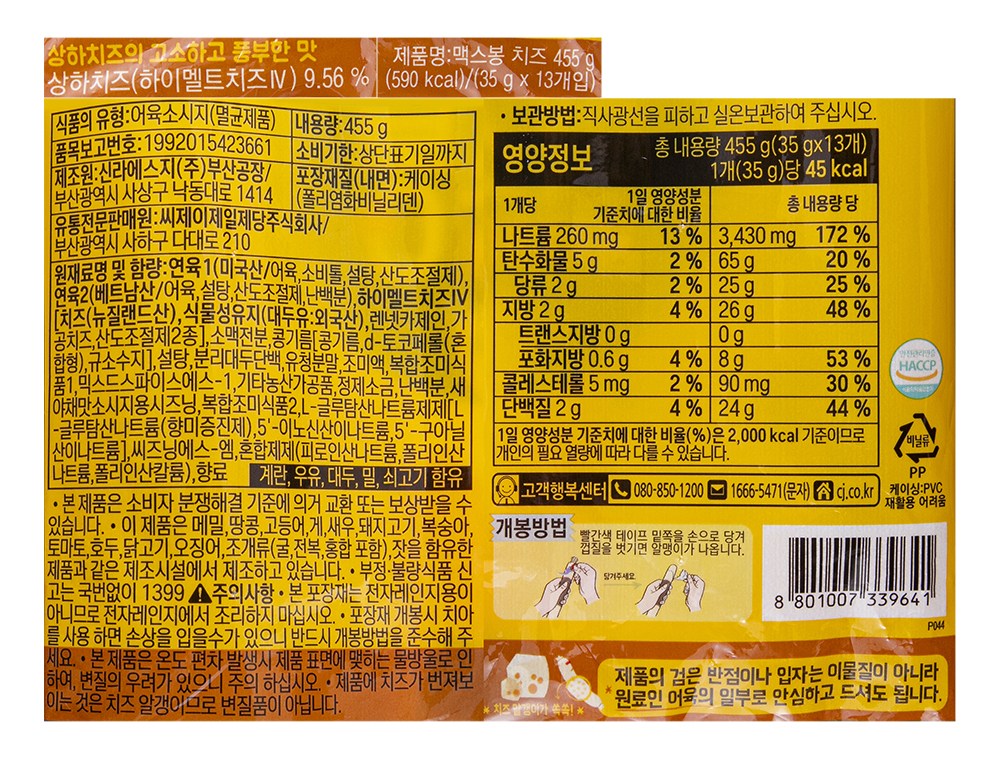 상하치즈의 고소하고 풍부한 맛
상하치즈(하이멜트치즈Ⅳ) 9.56 %
제품명:맥스봉 치즈 455 g
(590 kcal)/(35 g x 13개입)
식품의 유형:어육소시지(멸균제품)
내용량:455 g
품목보고번호:1992015423661
소비기한:상단표기일까지
제조원:신라에스지(주)부산공장/
부산광역시 사상구 낙동대로 1414
포장재질(내면):케이싱
(폴리염화비닐리덴)
유통전문판매원:씨제이제일제당주식회사/
부산광역시 사하구 다대로 210
원재료명 및 함량:연육1(미국산/어육,소비톨,설탕,산도조절제),
연육2(베트남산/어육,설탕,산도조절제,난백분),하이멜트치즈Ⅳ
[치즈(뉴질랜드산),식물성유지(대두유:외국산),렌넷카제인,가
공치즈,산도조절제2종],소맥전분,콩기름[콩기름,d-토코페롤(혼
합형),규소수지],설탕,분리대두단백,유청분말,조미액,복합조미식
품1,믹스드스파이스에스-1,기타농산가공품,정제소금,난백분,새
우재맛소시지용시즈닝,복합조미식품2,L-글루탐산나트륨제제[L
-글루탐산나트륨(향미증진제),5'-이노신산이나트륨,5'-구아닐
산이나트륨],씨즈닝에스-엠,혼합제제(피로인산나트륨,폴리인산
나트륨,폴리인산칼륨),향료
계란, 우유, 대두, 밀, 쇠고기 함유
• 본 제품은 소비자 분쟁해결 기준에 의거 교환 또는 보상받을 수
있습니다. • 이 제품은 메밀,땅콩,고등어,게,새우,돼지고기,복숭아,
토마토,호두,닭고기,오징어,조개류(굴,전복,홍합 포함),잣을 함유한
제품과 같은 제조시설에서 제조하고 있습니다. • 부정·불량식품 신
고는 국번없이 1399 주의사항 • 본 포장재는 전자레인지용이
아니므로 전자레인지에서 조리하지 마십시오. • 포장재 개봉시 치아
를 사용 하면 손상을 입을수가 있으니 반드시 개봉방법을 준수해 주
세요. • 본 제품은 온도 편차 발생시 제품 표면에 맺히는 물방울로 인
하여, 변질의 우려가 있으니 주의 하십시오. • 제품에 치즈가 번져보
이는 것은 치즈 알갱이므로 변질품이 아닙니다.
• 보관방법:직사광선을 피하고 실온보관하여 주십시오.
영양정보
총 내용량 455 g(35 gx13개)
1개(35 g)당 45 kcal
1개당 1일 영양성분 기준치에 대한 비율 총 내용량 당
나트륨 260 mg 13 % 3,430 mg 172 %
탄수화물 5 g 2 % 65 g 20 %
당류 2 g 2 % 25 g 25 %
지방 2 g 4 % 26 g 48 %
트랜스지방 0 g 0 g
포화지방 0.6 g 4 % 8 g 53 %
콜레스테롤 5 mg 2 % 90 mg 30 %
단백질 2 g 4 % 24 g 44 %
1일 영양성분 기준치에 대한 비율(%)은 2,000 kcal 기준이므로
개인의 필요 열량에 따라 다를 수 있습니다.
고객행복센터 080-850-1200 1666-5471(문자) cj.co.kr
HACCP
비닐류
PP
케이싱:PVC
재활용 어려움
개봉방법
빨간색 테이프 밑쪽을 손으로 당겨
껍질을 벗기면 알맹이가 나옵니다.
당겨주세요.
8 801007 339641
P044
* 치즈 알갱이가 쏙쏙! *
* 제품의 검은 반점이나 입자는 이물질이 아니라
원료인 어육의 일부로 안심하고 드셔도 됩니다.